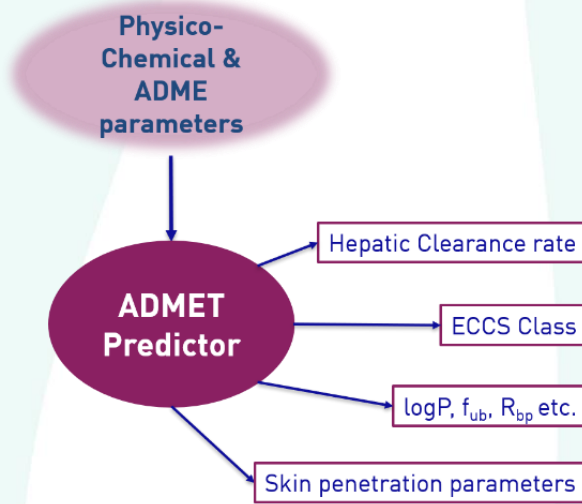 Physico-
Chemical &
ADME
parameters
Hepatic Clearance rate
ADMET
Predictor
ECCS Class
logP, fub, Rbp etc.
Skin penetration parameters